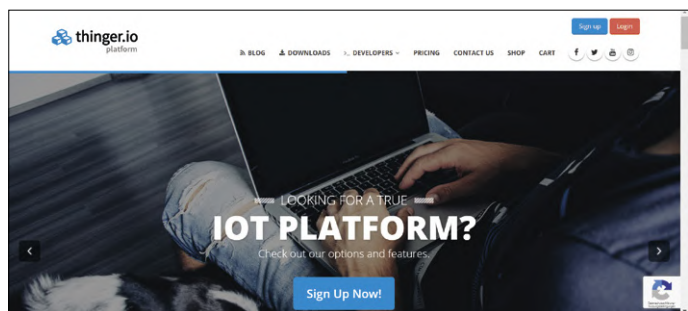 Sign up Login
thinger.io
platform
BLOG DOWNLOADS >_ DEVELOPERS PRICING CONTACT US SHOP CART
LOOKING FOR A TRUE
IOT PLATFORM?
Check out our options and features.
Sign Up Now!